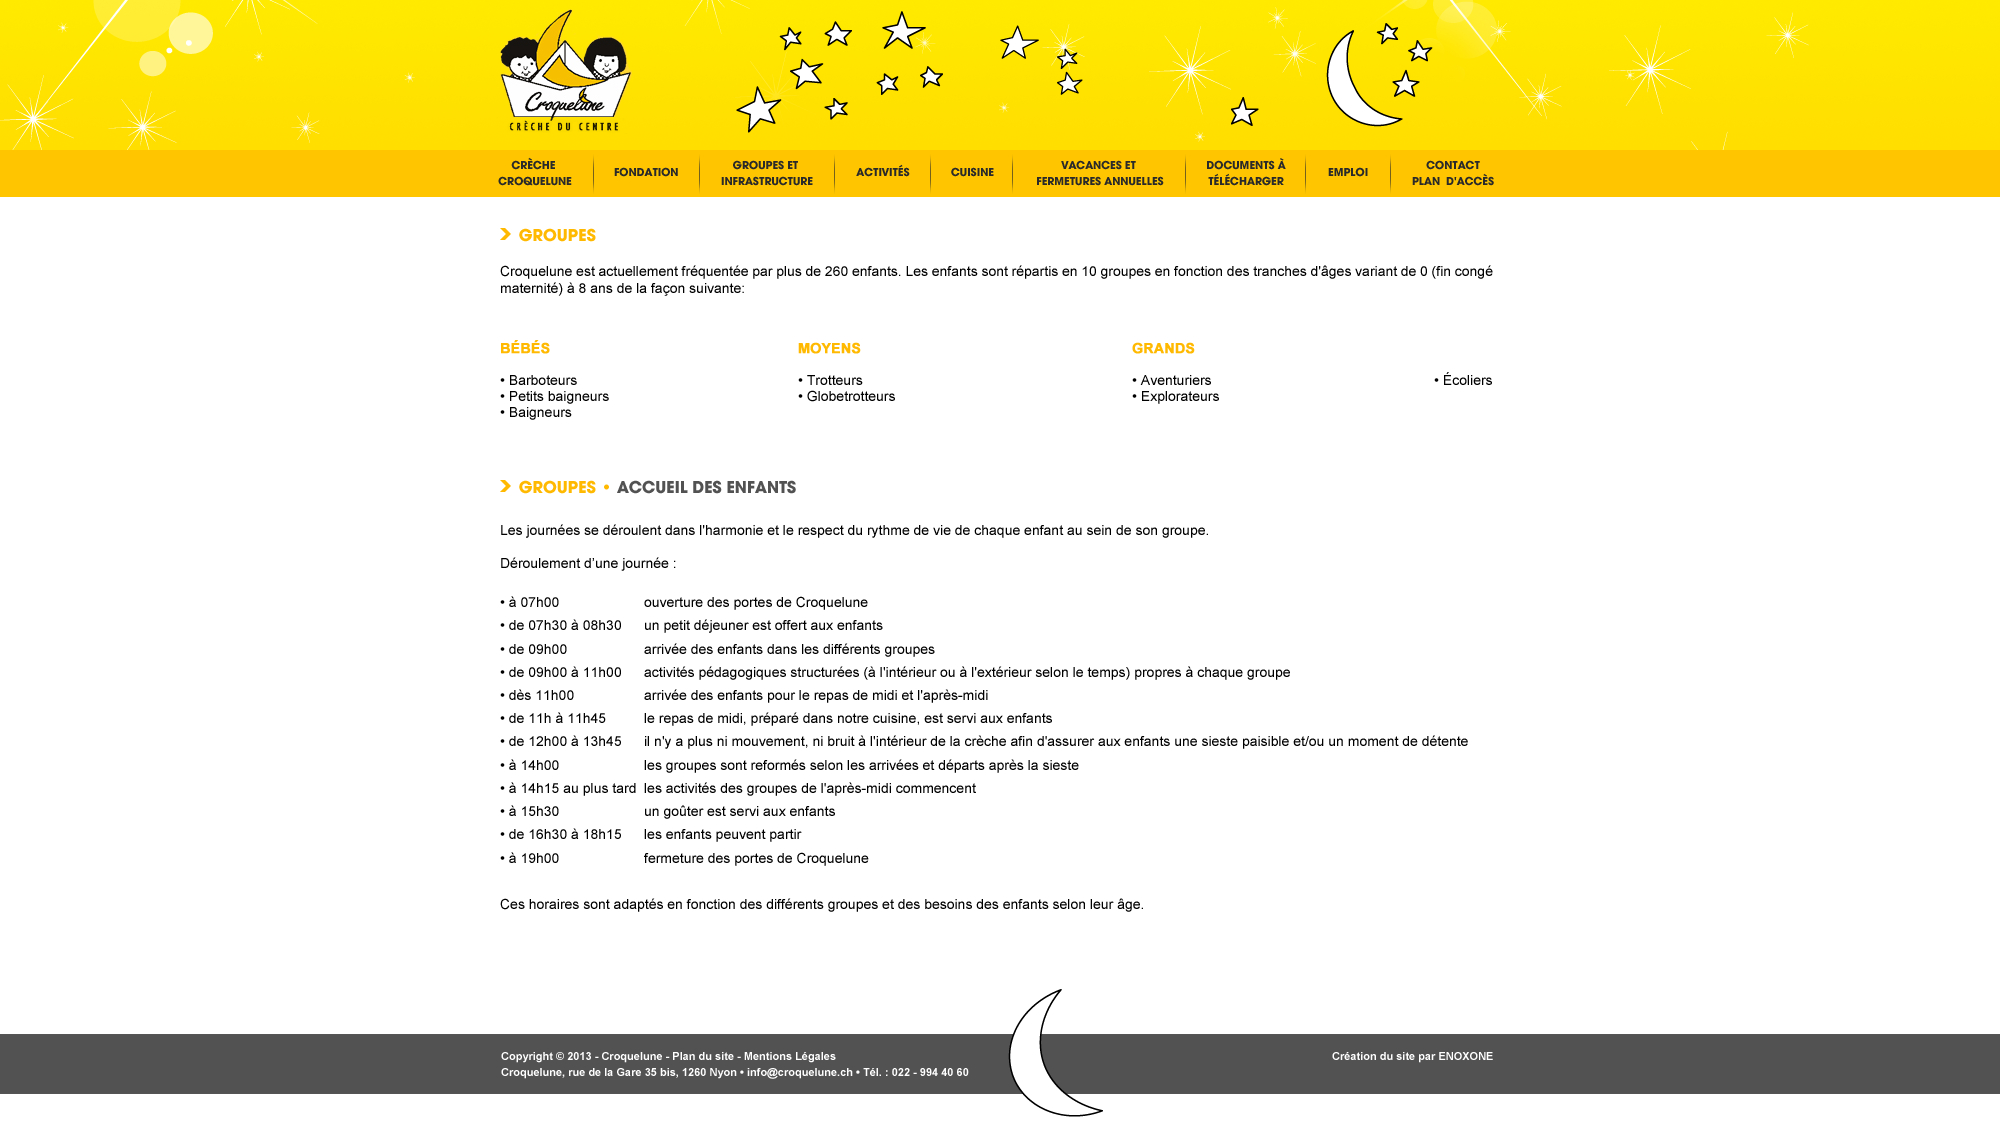 Croquelune
CRÈCHE DU CENTRE
CRÈCHE
CROQUELUNE
FONDATION
GROUPES ET
INFRASTRUCTURE
ACTIVITÉS
CUISINE
VACANCES ET
FERMETURES ANNUELLES
DOCUMENTS À
TÉLÉCHARGER
EMPLOI
CONTACT
PLAN D'ACCÈS
GROUPES
Croquelune est actuellement fréquentée par plus de 260 enfants. Les enfants sont répartis en 10 groupes en fonction des tranches d'âges variant de 0 (fin congé
maternité) à 8 ans de la façon suivante:
BÉBÉS
• Barboteurs
• Petits baigneurs
• Baigneurs
MOYENS
• Trotteurs
• Globetrotteurs
GRANDS
• Aventuriers
• Explorateurs
• Écoliers
GROUPES • ACCUEIL DES ENFANTS
Les journées se déroulent dans l'harmonie et le respect du rythme de vie de chaque enfant au sein de son groupe.
Déroulement d’une journée :
• à 07h00 ouverture des portes de Croquelune
• de 07h30 à 08h30 un petit déjeuner est offert aux enfants
• de 09h00 arrivée des enfants dans les différents groupes
• de 09h00 à 11h00 activités pédagogiques structurées (à l'intérieur ou à l'extérieur selon le temps) propres à chaque groupe
• dès 11h00 arrivée des enfants pour le repas de midi et l'après-midi
• de 11h à 11h45 le repas de midi, préparé dans notre cuisine, est servi aux enfants
• de 12h00 à 13h45 il n'y a plus ni mouvement, ni bruit à l'intérieur de la crèche afin d'assurer aux enfants une sieste paisible et/ou un moment de détente
• à 14h00 les groupes sont reformés selon les arrivées et départs après la sieste
• à 14h15 au plus tard les activités des groupes de l'après-midi commencent
• à 15h30 un goûter est servi aux enfants
• de 16h30 à 18h15 les enfants peuvent partir
• à 19h00 fermeture des portes de Croquelune
Ces horaires sont adaptés en fonction des différents groupes et des besoins des enfants selon leur âge.
Copyright © 2013 - Croquelune - Plan du site - Mentions Légales
Croquelune, rue de la Gare 35 bis, 1260 Nyon • info@croquelune.ch • Tél. : 022 - 994 40 60
Création du site par ENOXONE